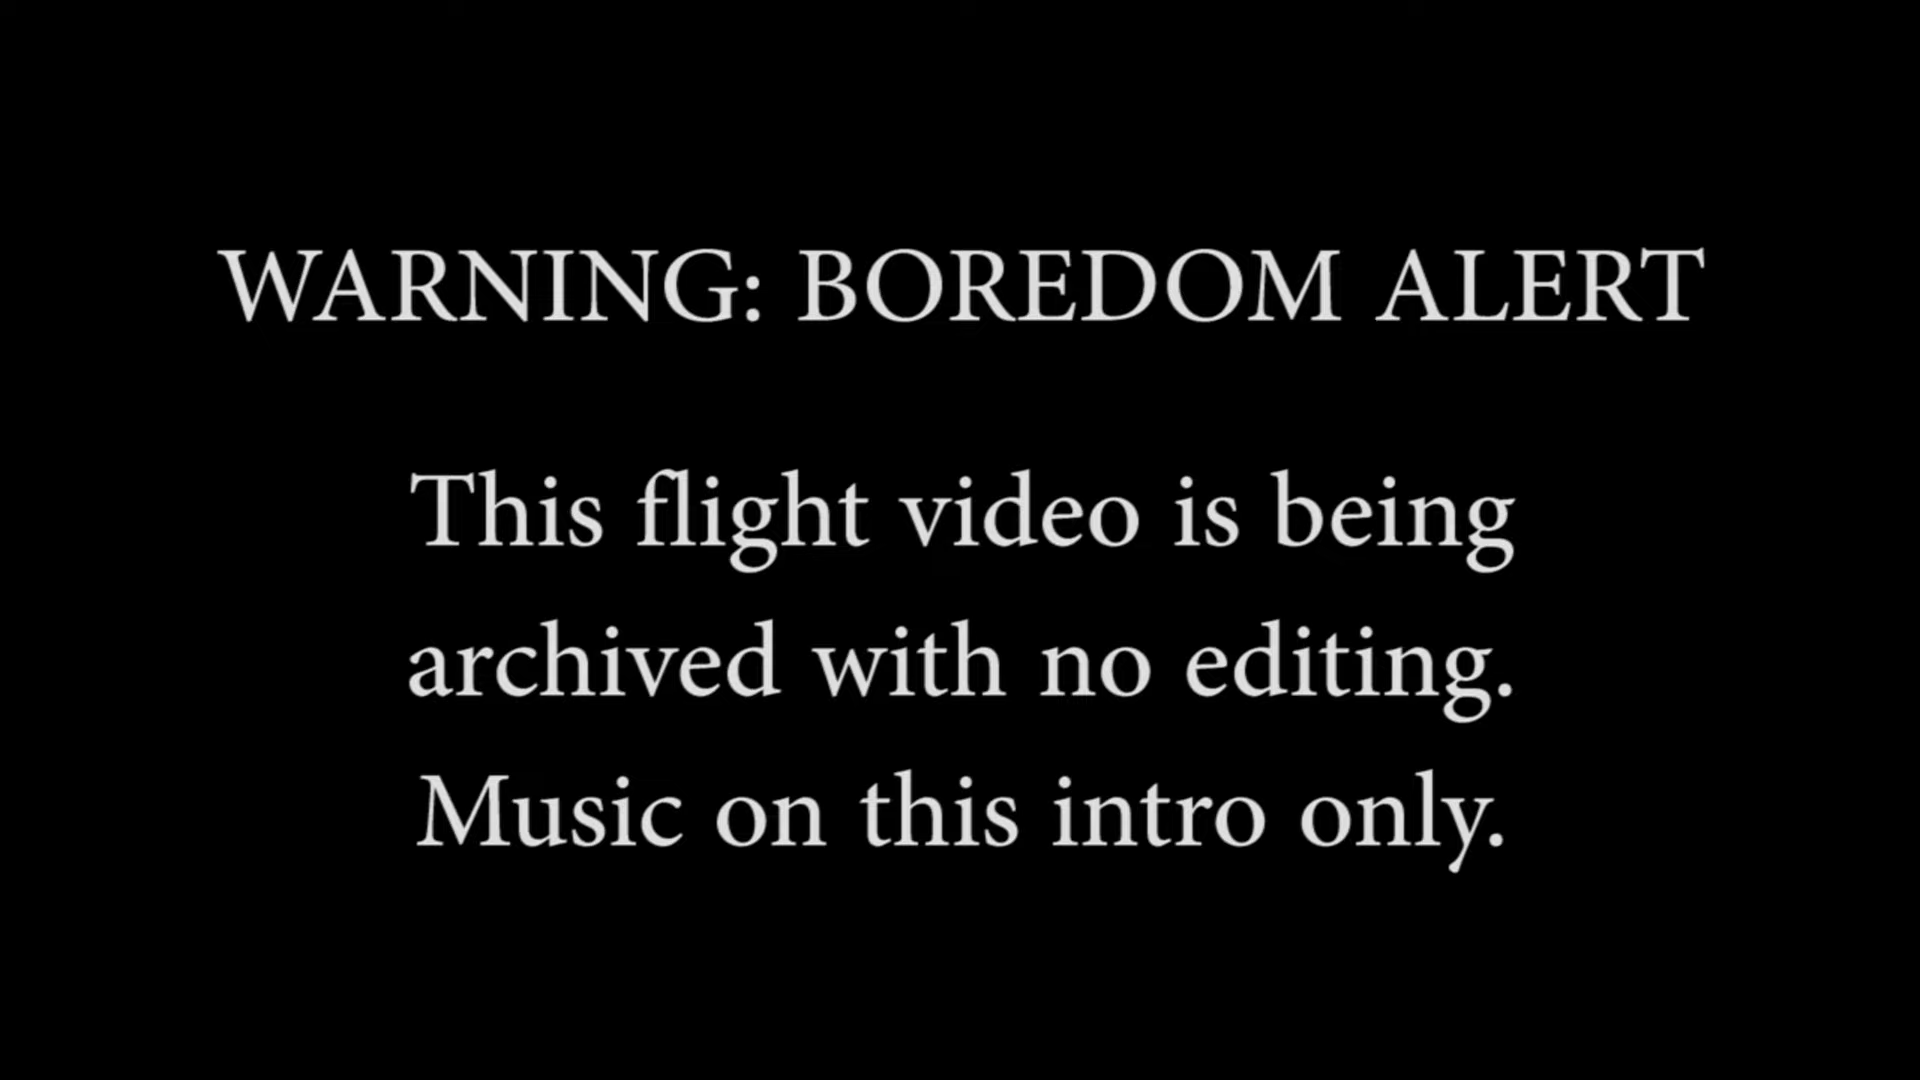 WARNING: BOREDOM ALERT
This flight video is being
archived with no editing.
Music on this intro only.